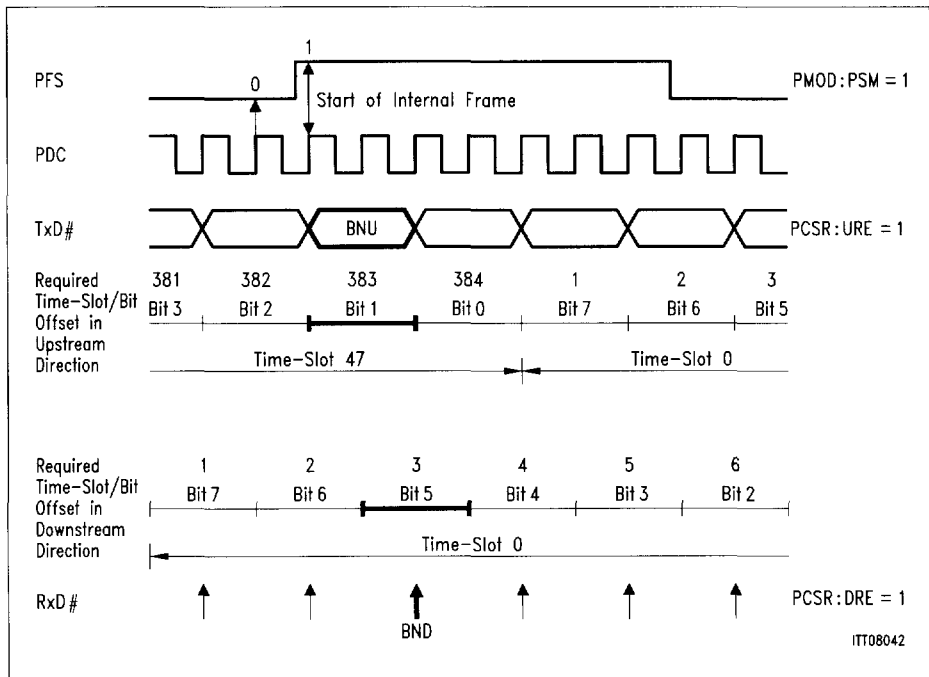 1
PFS
PMOD:PSM = 1
0
Start of Internal Frame
PDC
TxD#
BNU
PCSR:URE = 1
Required
Time-Slot/Bit
Offset in
Upstream
Direction
381 382 383 384 1 2 3
Bit 3 Bit 2 Bit 1 Bit 0 Bit 7 Bit 6 Bit 5
Time-Slot 47
Time-Slot 0
Required
Time-Slot/Bit
Offset in
Downstream
Direction
1 2 3 4 5 6
Bit 7 Bit 6 Bit 5 Bit 4 Bit 3 Bit 2
Time-Slot 0
RxD#
PCSR:DRE = 1
BND
ITT08042